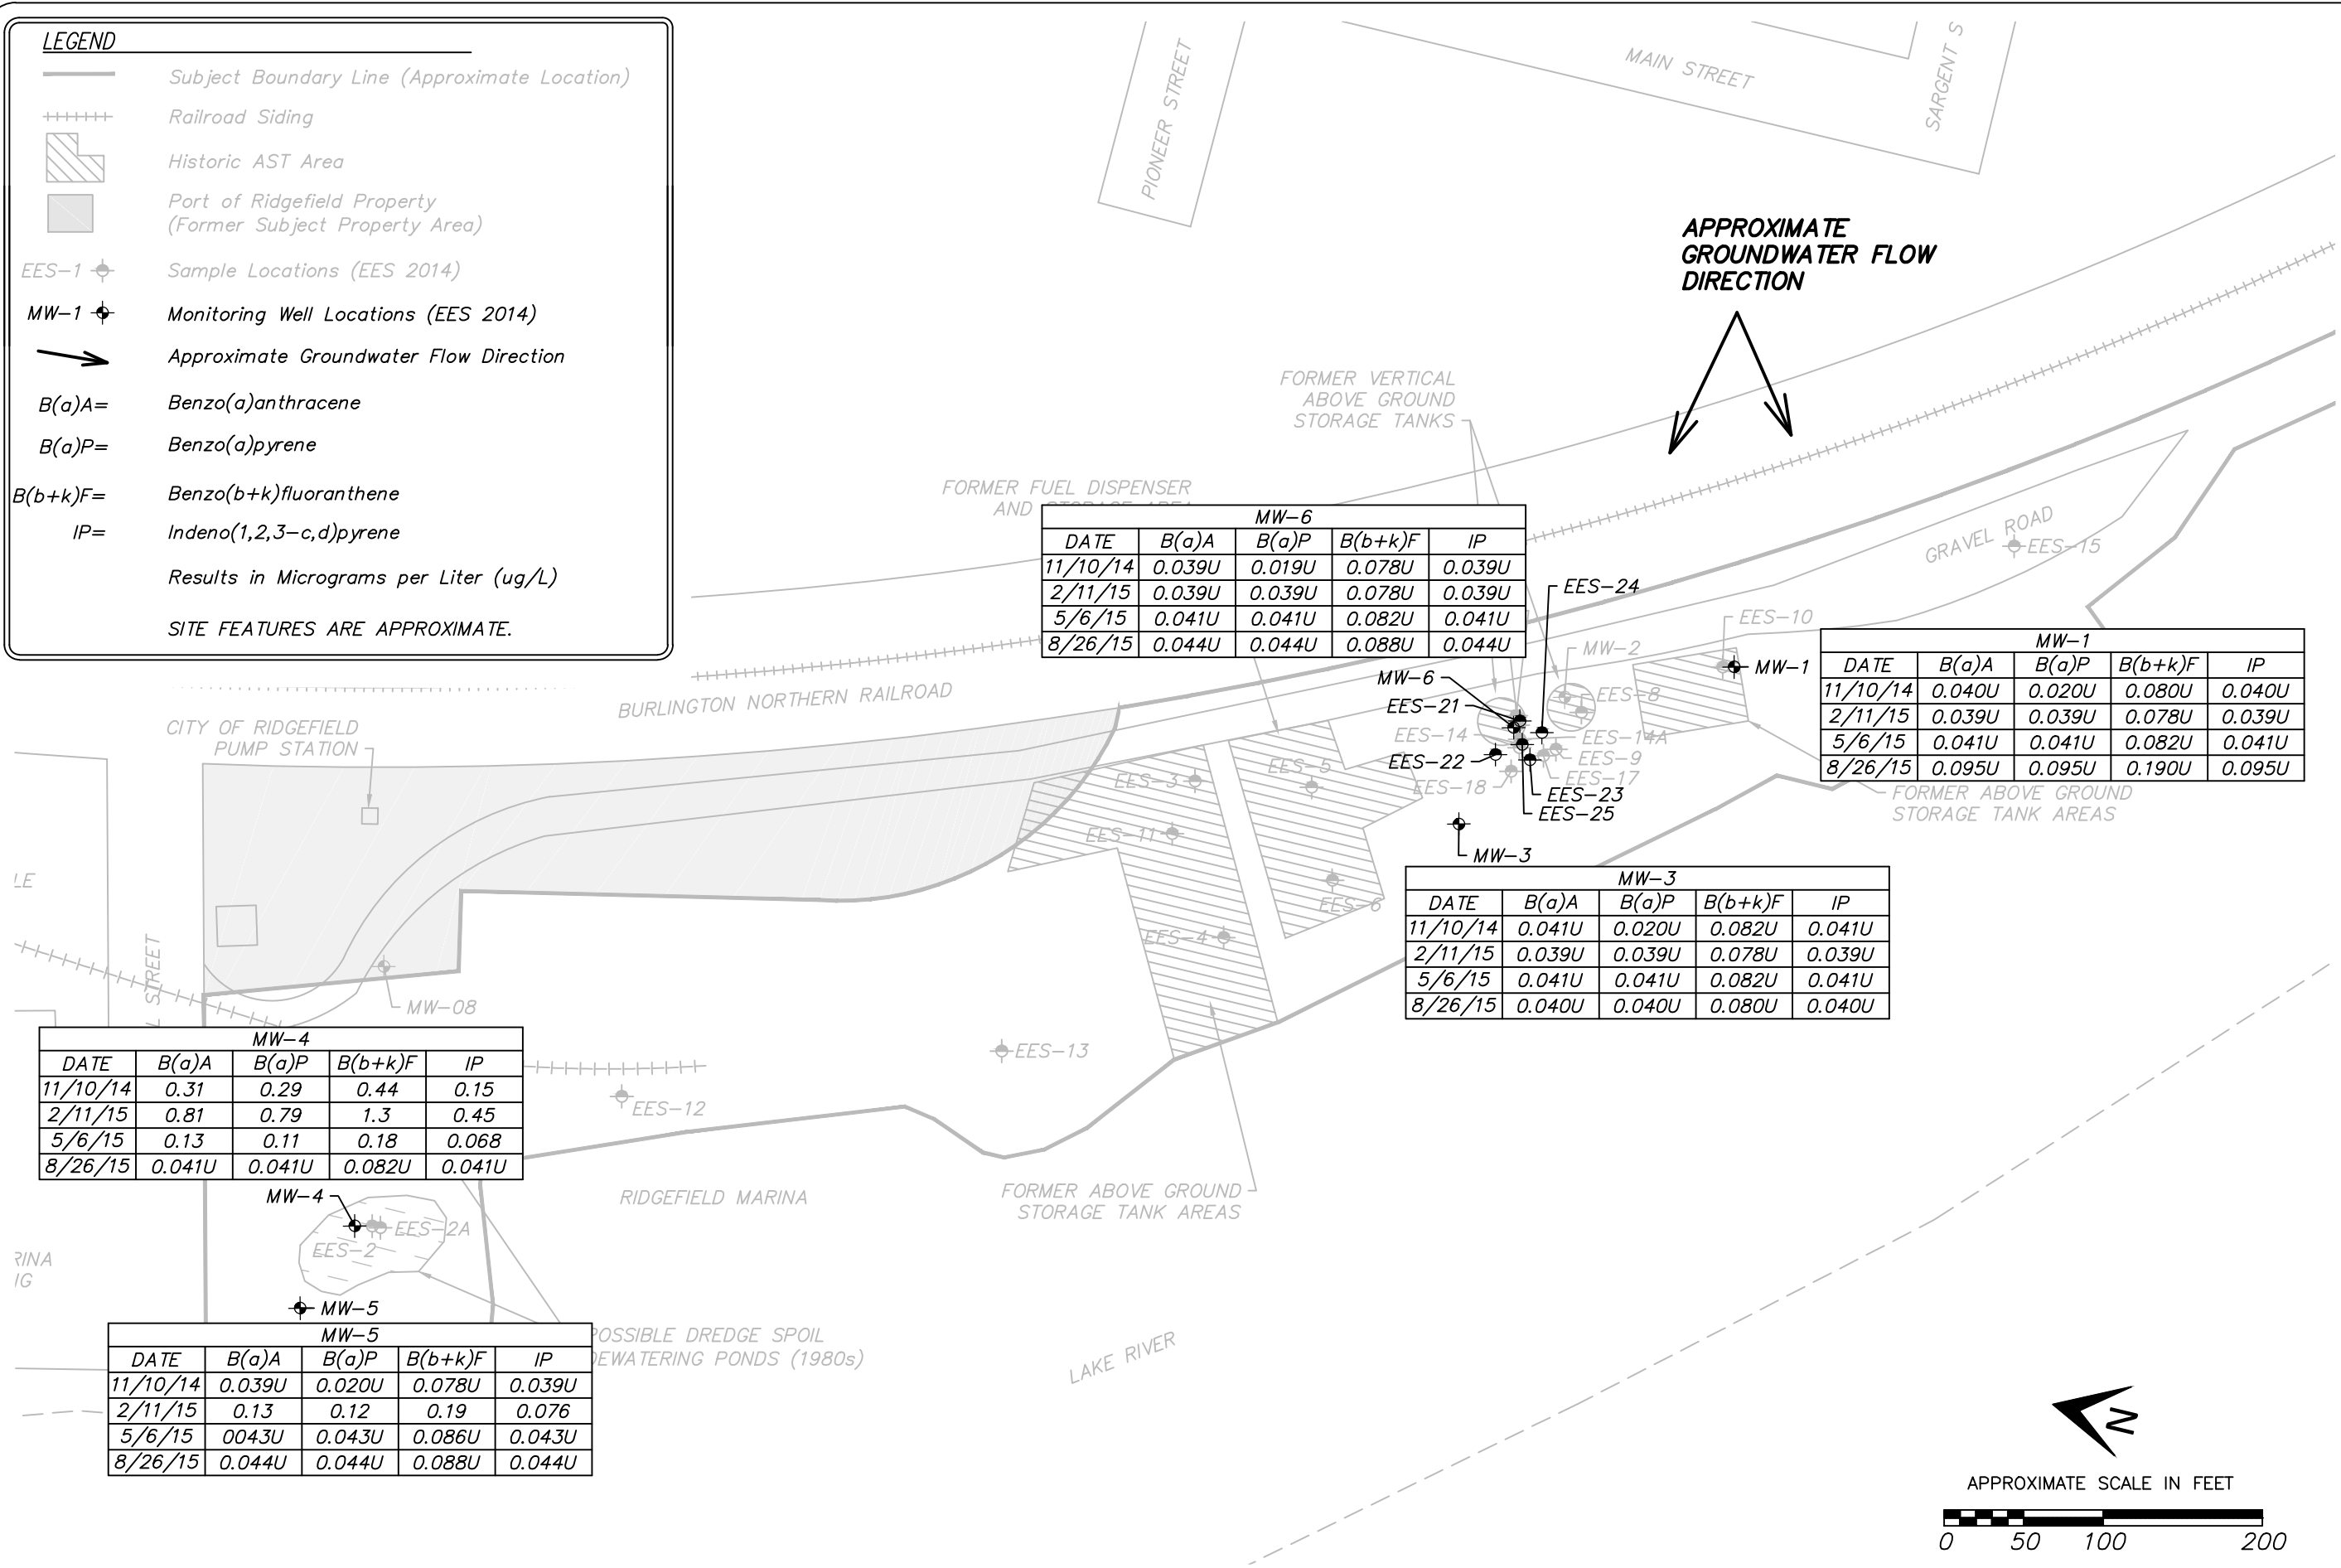 LEGEND
Subject Boundary Line (Approximate Location)
Railroad Siding
Historic AST Area
Port of Ridgefield Property
(Former Subject Property Area)
EES-1 Sample Locations (EES 2014)
MW-1 Monitoring Well Locations (EES 2014)
Approximate Groundwater Flow Direction
B(a)A= Benzo(a)anthracene
B(a)P= Benzo(a)pyrene
B(b+k)F= Benzo(b+k)fluoranthene
IP= Indeno(1,2,3-c,d)pyrene
Results in Micrograms per Liter (ug/L)
SITE FEATURES ARE APPROXIMATE.
PIONEER STREET
MAIN STREET
SARGENT S
APPROXIMATE
GROUNDWATER FLOW
DIRECTION
FORMER VERTICAL
ABOVE GROUND
STORAGE TANKS
FORMER FUEL DISPENSER
AND STORAGE AREA
MW-6
DATE B(a)A B(a)P B(b+k)F IP
11/10/14 0.039U 0.019U 0.078U 0.039U
2/11/15 0.039U 0.039U 0.078U 0.039U
5/6/15 0.041U 0.041U 0.082U 0.041U
8/26/15 0.044U 0.044U 0.088U 0.044U
GRAVEL ROAD
EES-15
EES-24
EES-10
MW-2
MW-6
MW-1
EES-8
EES-21
EES-14
EES-14A
EES-22
EES-9
EES-17
EES-18
EES-23
EES-25
MW-1
DATE B(a)A B(a)P B(b+k)F IP
11/10/14 0.040U 0.020U 0.080U 0.040U
2/11/15 0.039U 0.039U 0.078U 0.039U
5/6/15 0.041U 0.041U 0.082U 0.041U
8/26/15 0.095U 0.095U 0.190U 0.095U
FORMER ABOVE GROUND
STORAGE TANK AREAS
BURLINGTON NORTHERN RAILROAD
CITY OF RIDGEFIELD
PUMP STATION
EES-3
EES-5
EES-11
EES-6
EES-4
MW-3
MW-3
DATE B(a)A B(a)P B(b+k)F IP
11/10/14 0.041U 0.020U 0.082U 0.041U
2/11/15 0.039U 0.039U 0.078U 0.039U
5/6/15 0.041U 0.041U 0.082U 0.041U
8/26/15 0.040U 0.040U 0.080U 0.040U
LE
STREET
MW-08
EES-13
EES-12
MW-4
DATE B(a)A B(a)P B(b+k)F IP
11/10/14 0.31 0.29 0.44 0.15
2/11/15 0.81 0.79 1.3 0.45
5/6/15 0.13 0.11 0.18 0.068
8/26/15 0.041U 0.041U 0.082U 0.041U
MW-4
EES-2A
EES-2
RIDGEFIELD MARINA
FORMER ABOVE GROUND
STORAGE TANK AREAS
RINA
IG
MW-5
MW-5
DATE B(a)A B(a)P B(b+k)F IP
11/10/14 0.039U 0.020U 0.078U 0.039U
2/11/15 0.13 0.12 0.19 0.076
5/6/15 0043U 0.043U 0.086U 0.043U
8/26/15 0.044U 0.044U 0.088U 0.044U
POSSIBLE DREDGE SPOIL
DEWATERING PONDS (1980s)
LAKE RIVER
N
APPROXIMATE SCALE IN FEET
0 50 100 200